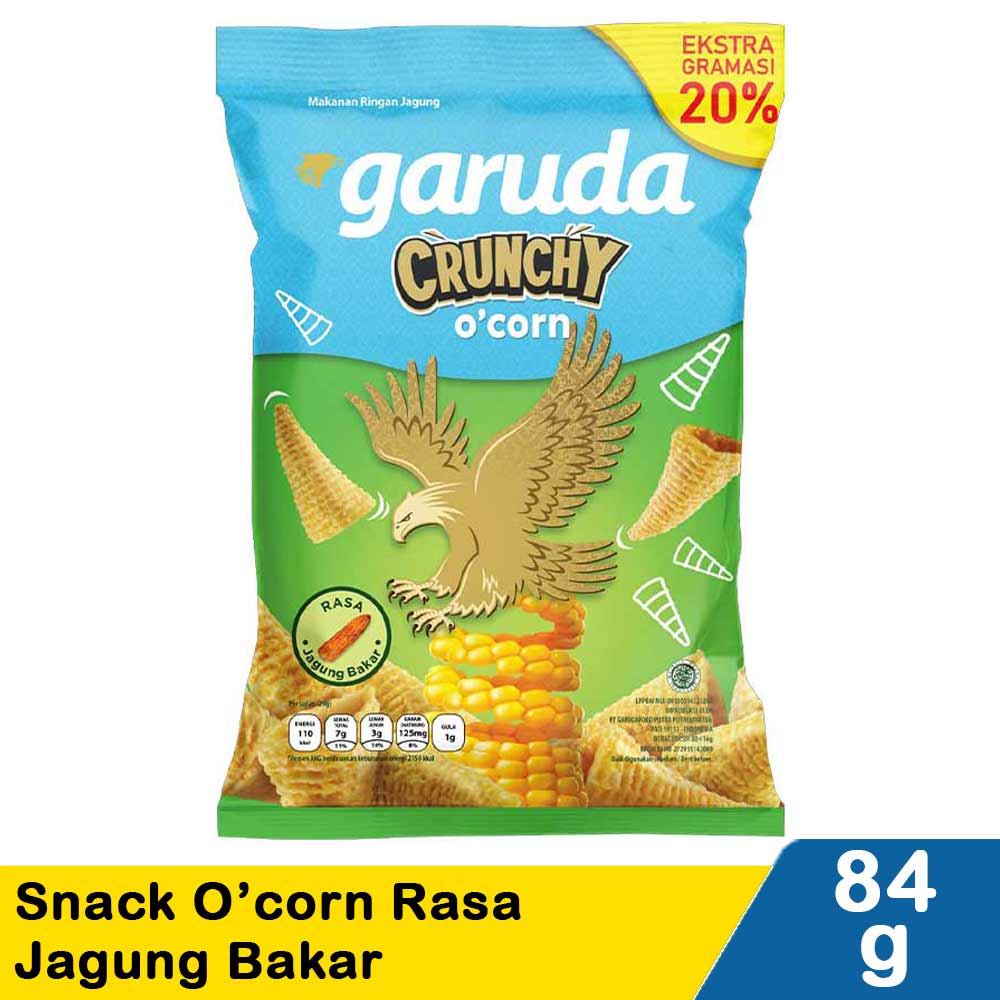 EKSTRA
GRAMASI
20%
Makanan Ringan Jagung
garuda
CRUNCHY
o'corn
RASA
Jagung Bakar
ENERGI
110
kkal
LEMAK
TOTAL
7g
11%
LEMAK
JENUH
3g
14%
GARAM
(NATRIUM)
125mg
8%
GULA
1g
Snack O'corn Rasa
Jagung Bakar
84
g